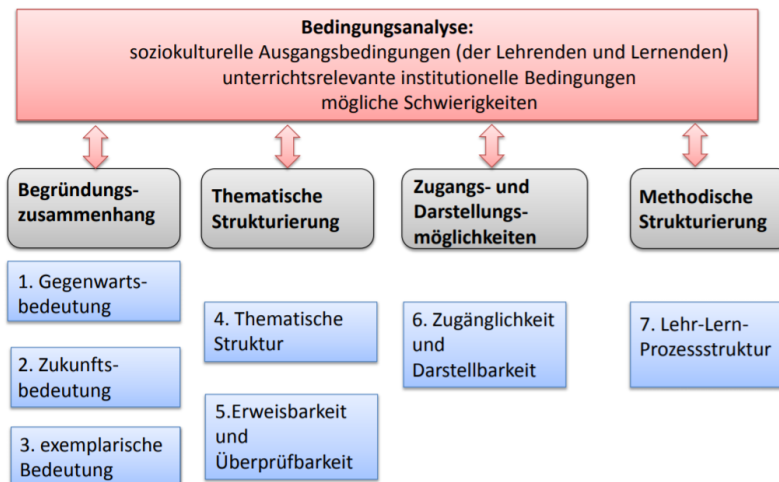 Bedingungsanalyse:
soziokulturelle Ausgangsbedingungen (der Lehrenden und Lernenden)
unterrichtsrelevante institutionelle Bedingungen
mögliche Schwierigkeiten
Begründungs-
zusammenhang
Thematische
Strukturierung
Zugangs- und
Darstellungs-
möglichkeiten
Methodische
Strukturierung
1. Gegenwarts-
bedeutung
2. Zukunfts-
bedeutung
3. exemplarische
Bedeutung
4. Thematische
Struktur
5.Erweisbarkeit
und
Überprüfbarkeit
6. Zugänglichkeit
und
Darstellbarkeit
7. Lehr-Lern-
Prozessstruktur